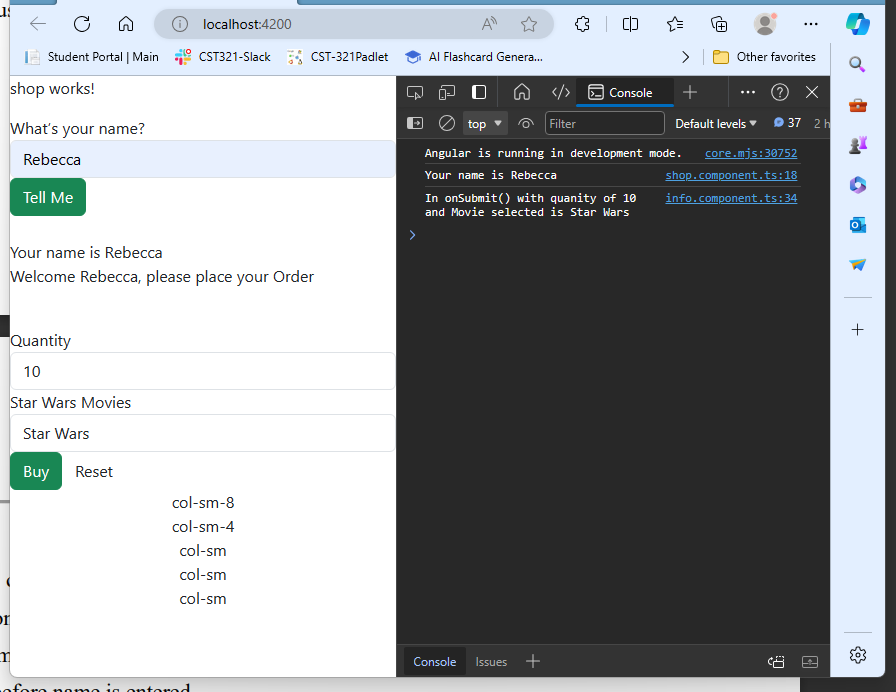 localhost:4200
Student Portal | Main
CST321-Slack
CST-321Padlet
AI Flashcard Genera...
Other favorites
shop works!
What's your name?
Rebecca
Tell Me
Your name is Rebecca
Welcome Rebecca, please place your Order
Quantity
10
Star Wars Movies
Star Wars
Buy
Reset
col-sm-8
col-sm-4
col-sm
col-sm
col-sm
Console
top
Filter
Default levels
37
2 h
Angular is running in development mode. core.mjs:30752
Your name is Rebecca shop.component.ts:18
In onSubmit() with quanity of 10 info.component.ts:34
and Movie selected is Star Wars
Console
Issues
before name is entered